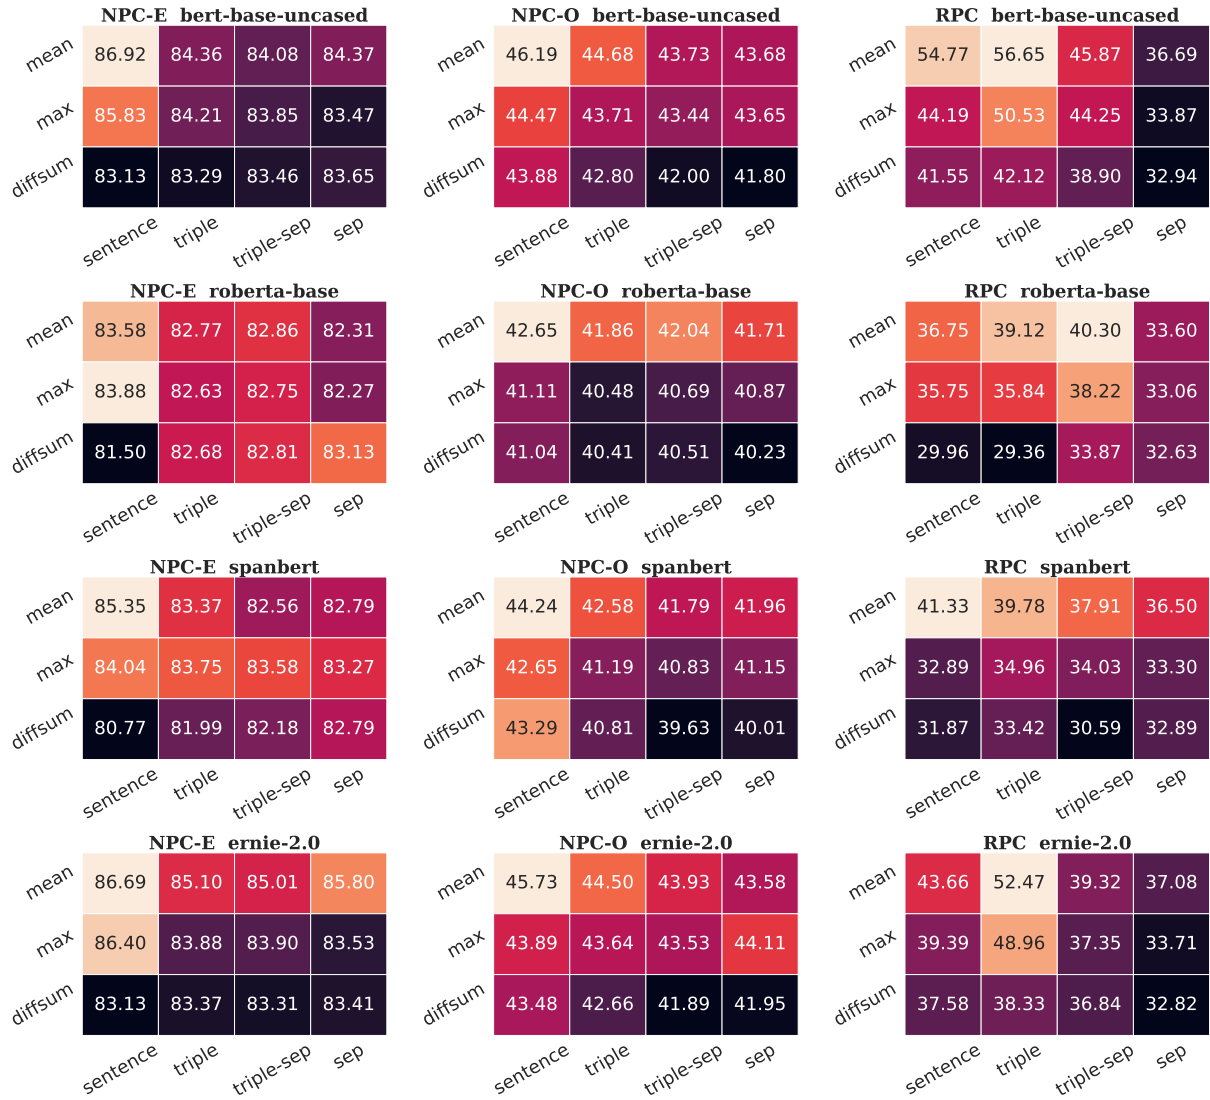 NPC-E bert-base-uncased NPC-O bert-base-uncased RPC bert-base-uncased
mean 86.92 84.36 84.08 84.37 mean 46.19 44.68 43.73 43.68 mean 54.77 56.65 45.87 36.69
max 85.83 84.21 83.85 83.47 max 44.47 43.71 43.44 43.65 max 44.19 50.53 44.25 33.87
diffsum 83.13 83.29 83.46 83.65 diffsum 43.88 42.80 42.00 41.80 diffsum 41.55 42.12 38.90 32.94
sentence triple triple-sep sep sentence triple triple-sep sep sentence triple triple-sep sep
NPC-E roberta-base NPC-O roberta-base RPC roberta-base
mean 83.58 82.77 82.86 82.31 mean 42.65 41.86 42.04 41.71 mean 36.75 39.12 40.30 33.60
max 83.88 82.63 82.75 82.27 max 41.11 40.48 40.69 40.87 max 35.75 35.84 38.22 33.06
diffsum 81.50 82.68 82.81 83.13 diffsum 41.04 40.41 40.51 40.23 diffsum 29.96 29.36 33.87 32.63
sentence triple triple-sep sep sentence triple triple-sep sep sentence triple triple-sep sep
NPC-E spanbert NPC-O spanbert RPC spanbert
mean 85.35 83.37 82.56 82.79 mean 44.24 42.58 41.79 41.96 mean 41.33 39.78 37.91 36.50
max 84.04 83.75 83.58 83.27 max 42.65 41.19 40.83 41.15 max 32.89 34.96 34.03 33.30
diffsum 80.77 81.99 82.18 82.79 diffsum 43.29 40.81 39.63 40.01 diffsum 31.87 33.42 30.59 32.89
sentence triple triple-sep sep sentence triple triple-sep sep sentence triple triple-sep sep
NPC-E ernie-2.0 NPC-O ernie-2.0 RPC ernie-2.0
mean 86.69 85.10 85.01 85.80 mean 45.73 44.50 43.93 43.58 mean 43.66 52.47 39.32 37.08
max 86.40 83.88 83.90 83.53 max 43.89 43.64 43.53 44.11 max 39.39 48.96 37.35 33.71
diffsum 83.13 83.37 83.31 83.41 diffsum 43.48 42.66 41.89 41.95 diffsum 37.58 38.33 36.84 32.82
sentence triple triple-sep sep sentence triple triple-sep sep sentence triple triple-sep sep